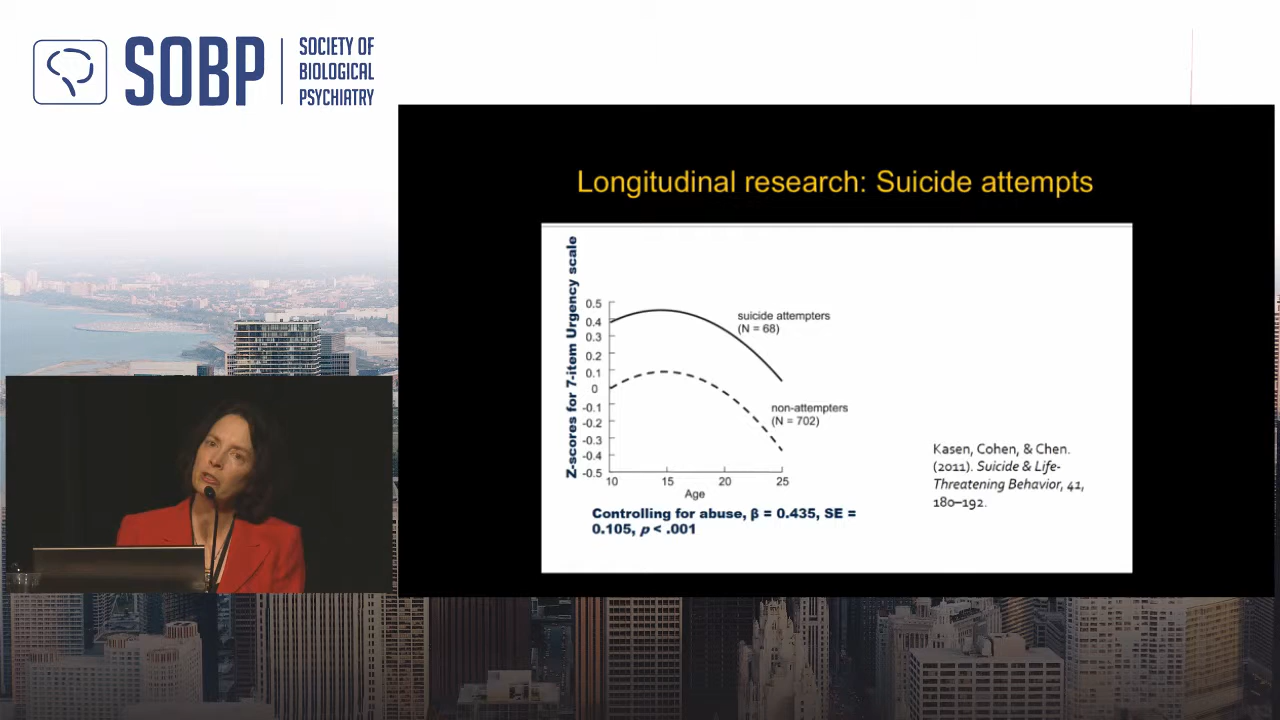 SOBP
SOCIETY OF
BIOLOGICAL
PSYCHIATRY
Longitudinal research: Suicide attempts
Z-scores for 7-item Urgency scale
0.5
0.4
0.3
0.2
0.1
0
-0.1
-0.2
-0.3
-0.4
-0.5
10
15
20
25
Age
suicide attempters
(N = 68)
non-attempters
(N = 702)
Controlling for abuse, β = 0.435, SE =
0.105, p < .001
Kasen, Cohen, & Chen.
(2011). Suicide & Life-
Threatening Behavior, 41,
180–192.